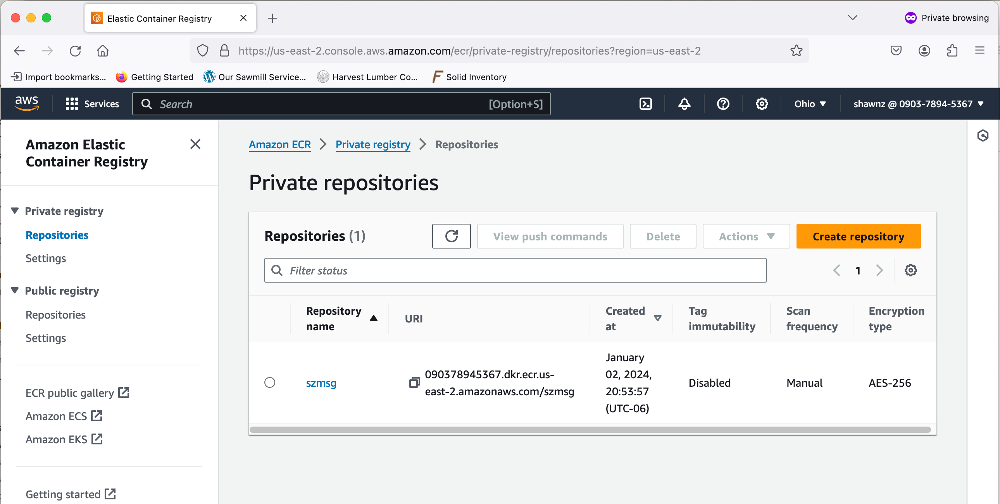 Elastic Container Registry
Private browsing
https://us-east-2.console.aws.amazon.com/ecr/private-registry/repositories?region=us-east-2
Import bookmarks...
Getting Started
Our Sawmill Service...
Harvest Lumber Co...
Solid Inventory
aws
Services
Search
[Option+S]
Ohio
shawnz @ 0903-7894-5367
Amazon Elastic
Container Registry
Private registry
Repositories
Settings
Public registry
Repositories
Settings
ECR public gallery
Amazon ECS
Amazon EKS
Getting started
Amazon ECR
Private registry
Repositories
Private repositories
Repositories (1)
View push commands
Delete
Actions
Create repository
Filter status
1
Repository
name
URI
Created
at
Tag
immutability
Scan
frequency
Encryption
type
szmsg
090378945367.dkr.ecr.us-
east-2.amazonaws.com/szmsg
January
02, 2024,
20:53:57
(UTC-06)
Disabled
Manual
AES-256